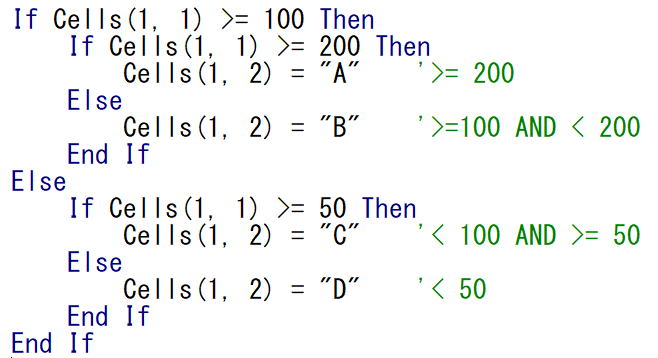 If Cells(1, 1) >= 100 Then
    If Cells(1, 1) >= 200 Then
        Cells(1, 2) = "A"    '>= 200
    Else
        Cells(1, 2) = "B"    '>=100 AND < 200
    End If
Else
    If Cells(1, 1) >= 50 Then
        Cells(1, 2) = "C"    '< 100 AND >= 50
    Else
        Cells(1, 2) = "D"    '< 50
    End If
End If